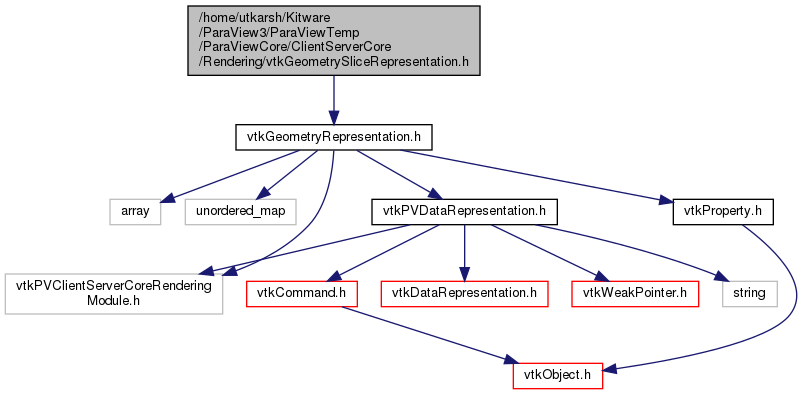 /home/utkarsh/Kitware
/ParaView3/ParaViewTemp
/ParaViewCore/ClientServerCore
/Rendering/vtkGeometrySliceRepresentation.h
vtkGeometryRepresentation.h
array
unordered_map
vtkPVDataRepresentation.h
vtkProperty.h
vtkPVClientServerCoreRendering
Module.h
vtkCommand.h
vtkDataRepresentation.h
vtkWeakPointer.h
string
vtkObject.h